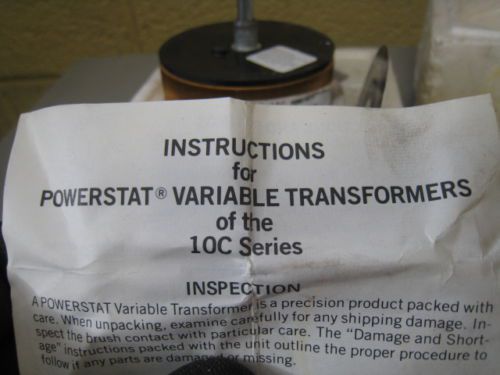 INSTRUCTIONS
for
POWERSTAT® VARIABLE TRANSFORMERS
of the
10C Series
INSPECTION
A POWERSTAT Variable Transformer is a precision product packed with
care. When unpacking, examine carefully for any shipping damage. In-
spect the brush contact with particular care. The "Damage and Short-
age" instructions packed with the unit outline the proper procedure to
follow if any parts are damaged or missing.